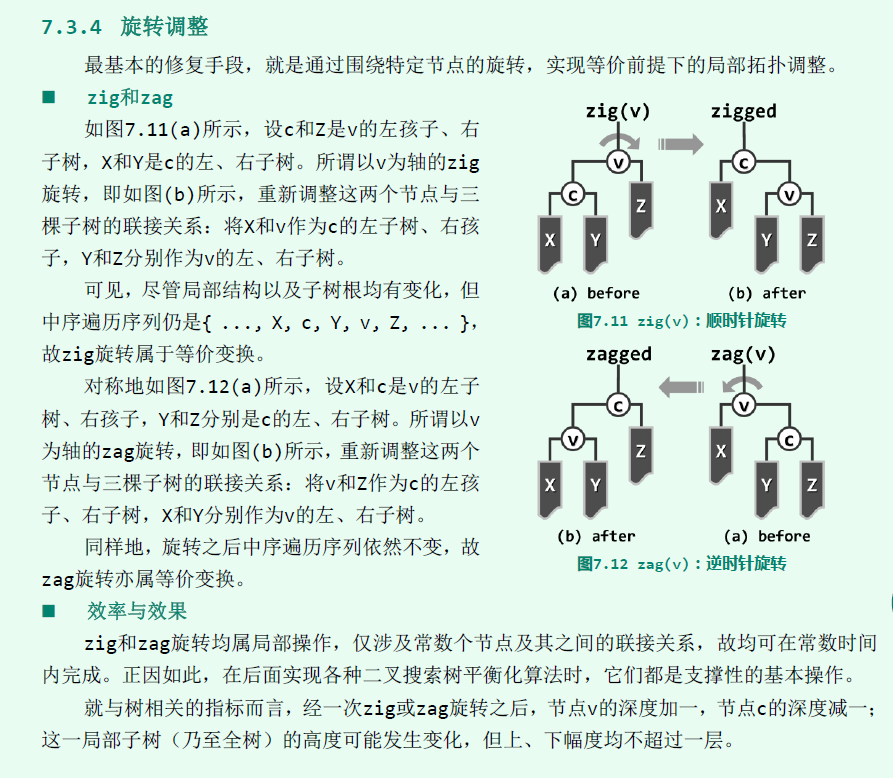 7.3.4 旋转调整
最基本的修复手段，就是通过围绕特定节点的旋转，实现等价前提下的局部拓扑调整。
■ zig和zag
如图7.11(a)所示，设c和Z是v的左孩子、右
子树，X和Y是c的左、右子树。所谓以v为轴的zig
旋转，即如图(b)所示，重新调整这两个节点与三
棵子树的联接关系：将X和v作为c的左子树、右孩
子，Y和Z分别作为v的左、右子树。
可见，尽管局部结构以及子树根均有变化，但
中序遍历序列仍是{ ..., X, c, Y, v, Z, ... }，
故zig旋转属于等价变换。
对称地如图7.12(a)所示，设X和c是v的左子
树、右孩子，Y和Z分别是c的左、右子树。所谓以v
为轴的zag旋转，即如图(b)所示，重新调整这两个
节点与三棵子树的联接关系：将v和Z作为c的左孩
子、右子树，X和Y分别作为v的左、右子树。
同样地，旋转之后中序遍历序列依然不变，故
zag旋转亦属等价变换。
zig(v) zigged
v c
c Z X v
X Y Y Z
(a) before (b) after
图7.11 zig(v)：顺时针旋转
zagged zag(v)
c v
v Z X c
X Y Y Z
(b) after (a) before
图7.12 zag(v)：逆时针旋转
■ 效率与效果
zig和zag旋转均属局部操作，仅涉及常数个节点及其之间的联接关系，故均可在常数时间
内完成。正因如此，在后面实现各种二叉搜索树平衡化算法时，它们都是支撑性的基本操作。
就与树相关的指标而言，经一次zig或zag旋转之后，节点v的深度加一，节点c的深度减一；
这一局部子树（乃至全树）的高度可能发生变化，但上、下幅度均不超过一层。